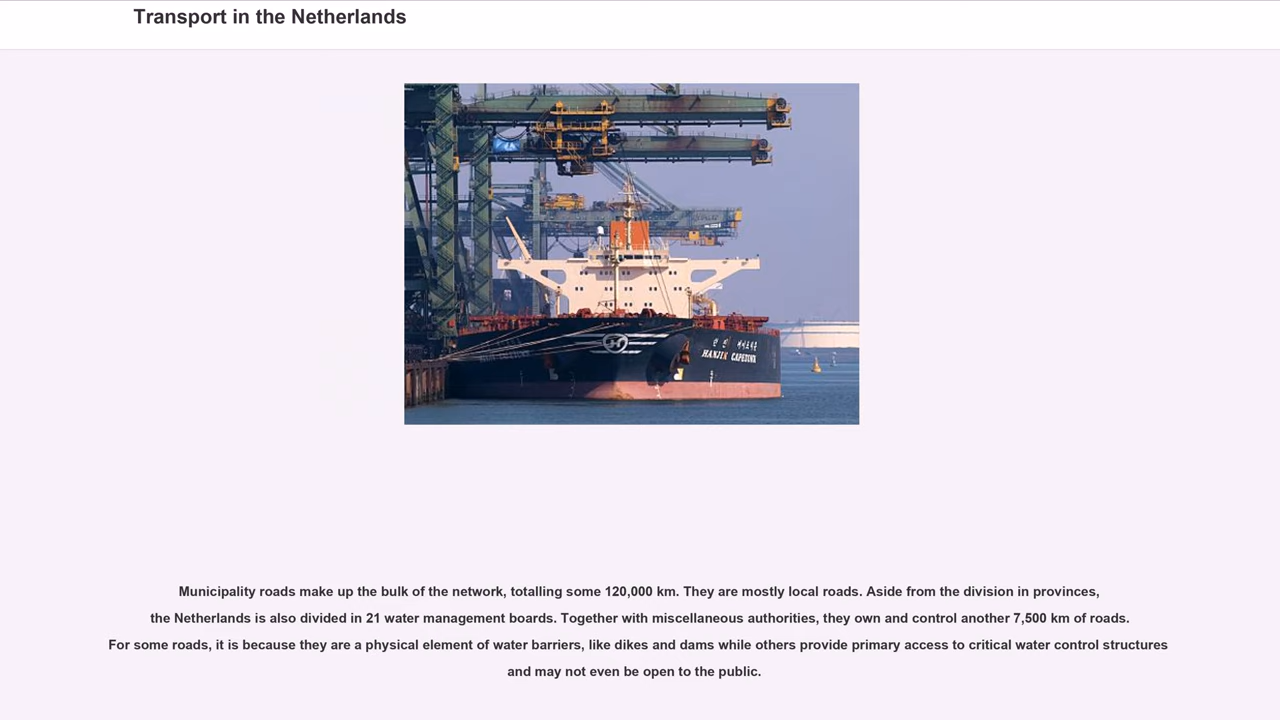 Transport in the Netherlands
HANJIN CAPETOWN
Municipality roads make up the bulk of the network, totalling some 120,000 km. They are mostly local roads. Aside from the division in provinces,
the Netherlands is also divided in 21 water management boards. Together with miscellaneous authorities, they own and control another 7,500 km of roads.
For some roads, it is because they are a physical element of water barriers, like dikes and dams while others provide primary access to critical water control structures
and may not even be open to the public.